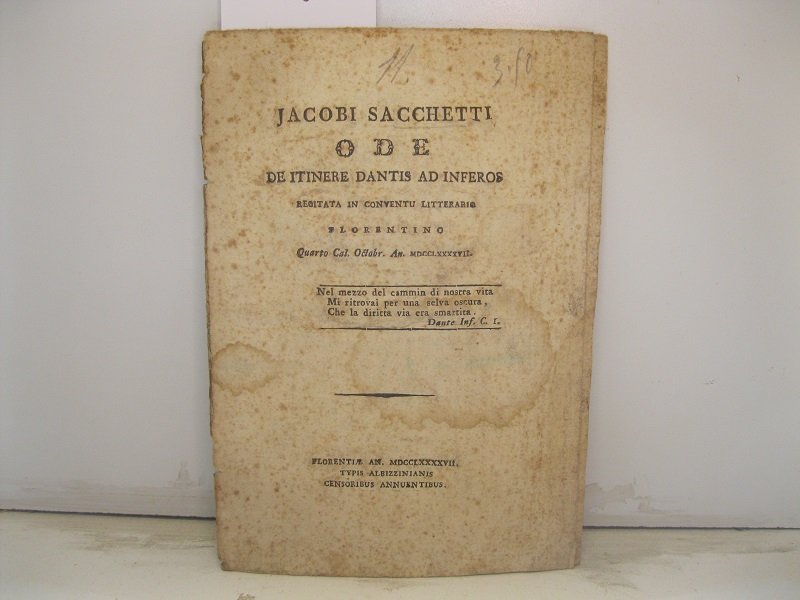 11 3.50
JACOBI SACCHETTI
ODE
DE ITINERE DANTIS AD INFEROS
RECITATA IN CONVENTU LITTERARIO
FLORENTINO
Quarto Cal. Octobr. An. MDCCLXXXXVII.
Nel mezzo del cammin di nostra vita
Mi ritrovai per una selva oscura,
Che la diritta via era smarrita.
Dante Inf. C. I.
FLORENTIÆ AN. MDCCLXXXXVII.
TYPIS ALBIZZINIANIS
CENSORIBUS ANNUENTIBUS.